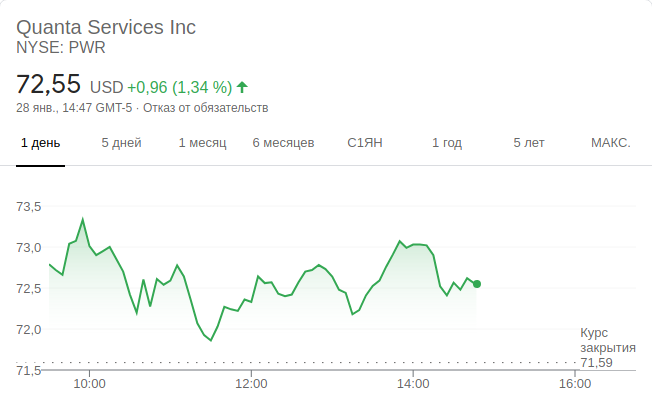 Quanta Services Inc
NYSE: PWR
72,55 USD +0,96 (1,34 %)
28 янв., 14:47 GMT-5 · Отказ от обязательств
1 день 5 дней 1 месяц 6 месяцев С1ЯН 1 год 5 лет МАКС.
73,5
73,0
72,5
72,0
Курс
закрытия
71,59
71,5
10:00 12:00 14:00 16:00